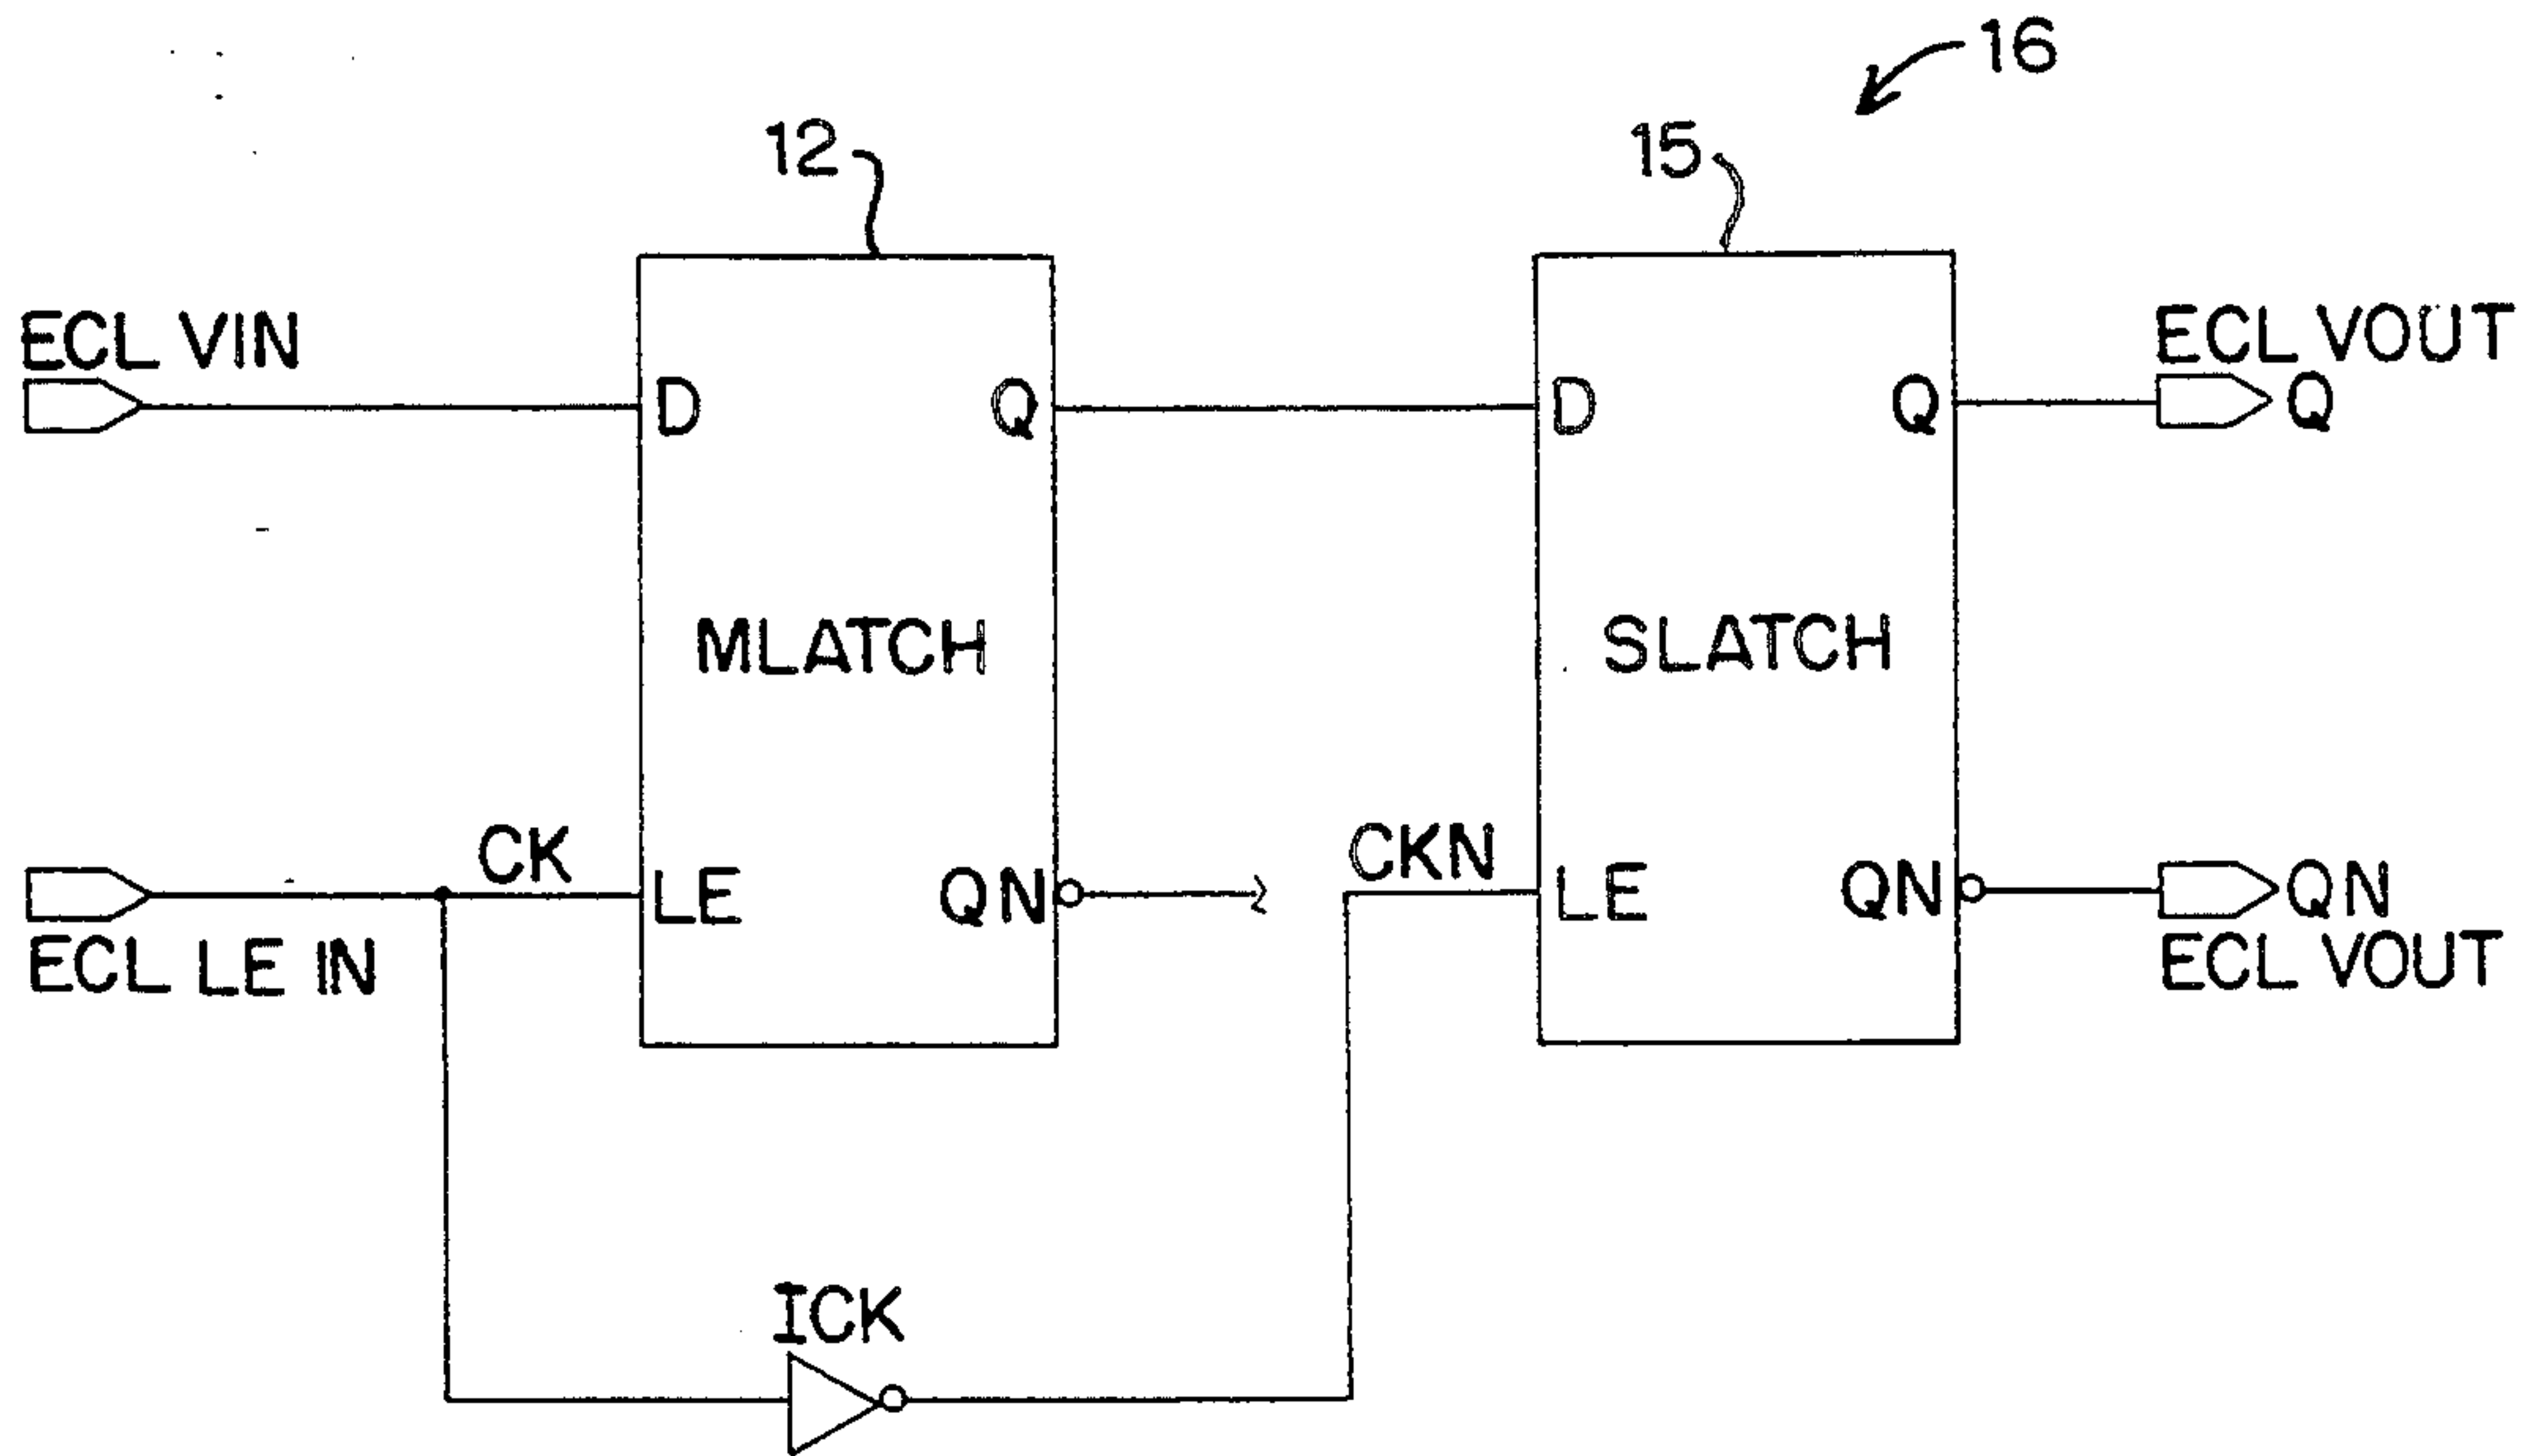 16
12
15
ECL VIN
ECL VOUT
D
Q
D
Q
Q
MLATCH
SLATCH
CK
CKN
LE
QN
LE
QN
QN
ECL LE IN
ECL VOUT
ICK